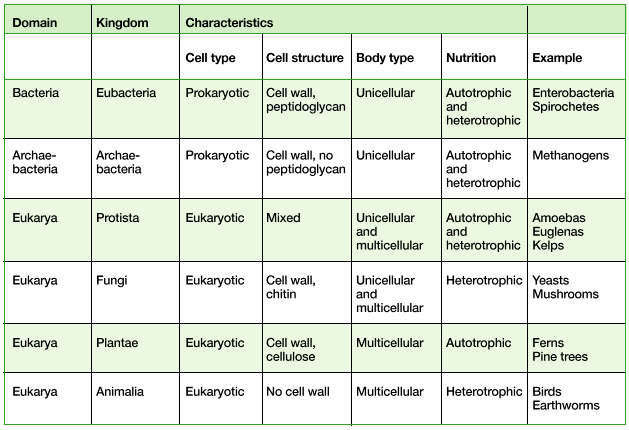 Domain Kingdom Characteristics
Cell type Cell structure Body type Nutrition Example
Bacteria Eubacteria Prokaryotic Cell wall, Unicellular Autotrophic Enterobacteria
peptidoglycan and Spirochetes
heterotrophic
Archae- Archae- Prokaryotic Cell wall, no Unicellular Autotrophic Methanogens
bacteria bacteria peptidoglycan and
heterotrophic
Eukarya Protista Eukaryotic Mixed Unicellular Autotrophic Amoebas
and and Euglenas
multicellular heterotrophic Kelps
Eukarya Fungi Eukaryotic Cell wall, Unicellular Heterotrophic Yeasts
chitin and Mushrooms
multicellular
Eukarya Plantae Eukaryotic Cell wall, Multicellular Autotrophic Ferns
cellulose Pine trees
Eukarya Animalia Eukaryotic No cell wall Multicellular Heterotrophic Birds
Earthworms